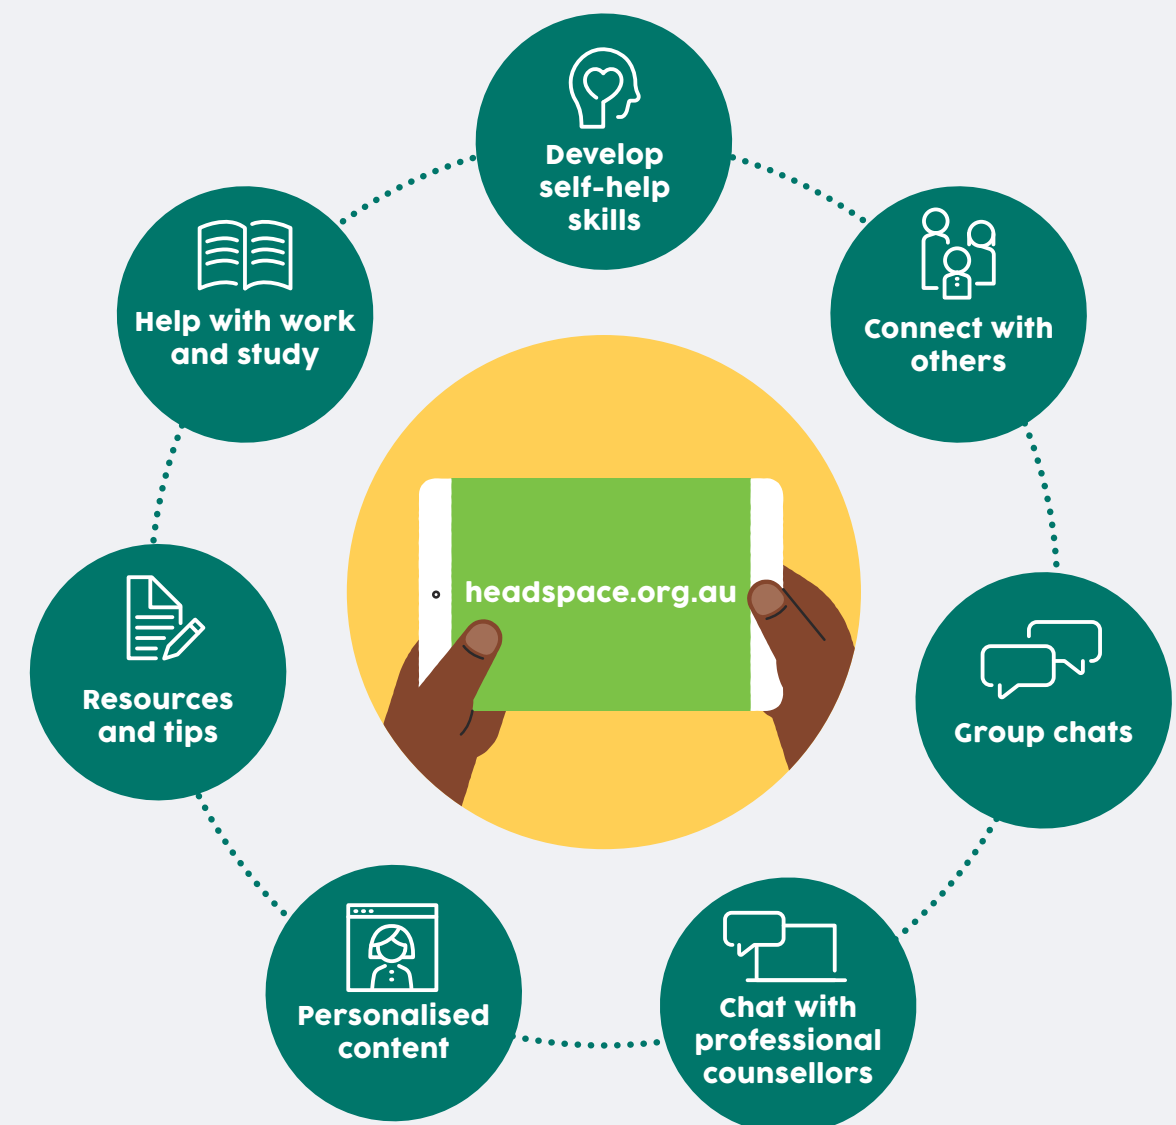 Develop
self-help
skills
Connect with
others
Group chats
Chat with
professional
counsellors
Personalised
content
Resources
and tips
Help with work
and study
headspace.org.au